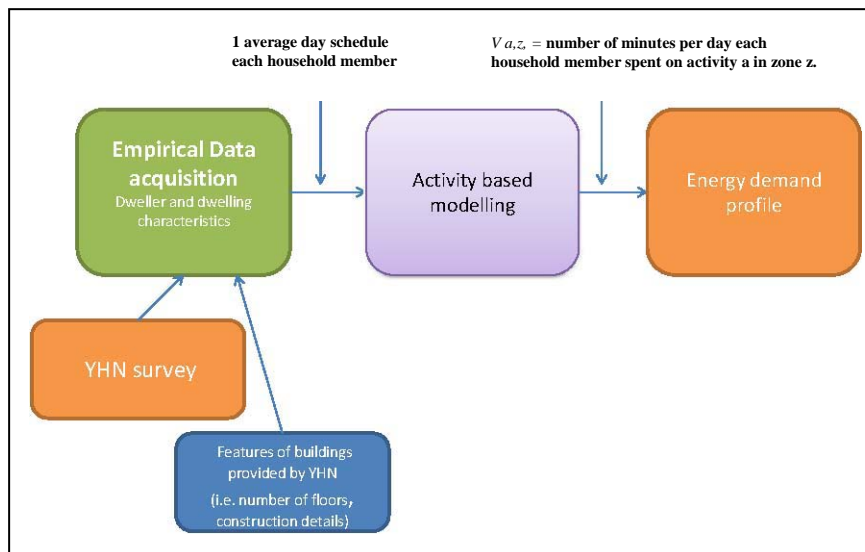 1 average day schedule
each household member
V a,z, = number of minutes per day each
household member spent on activity a in zone z.
Empirical Data
acquisition
Dweller and dwelling
characteristics
Activity based
modelling
Energy demand
profile
YHN survey
Features of buildings
provided by YHN
(i.e. number of floors,
construction details)